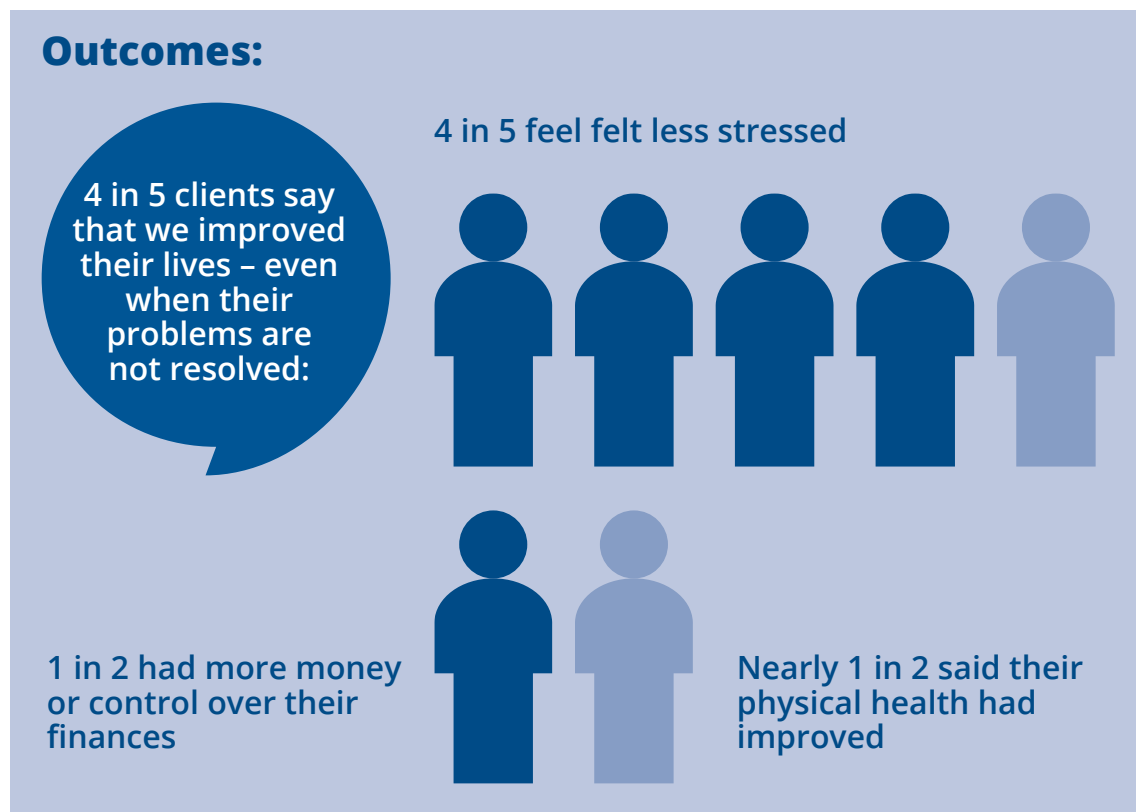 Outcomes:
4 in 5 clients say
that we improved
their lives – even
when their
problems are
not resolved:
4 in 5 feel felt less stressed
1 in 2 had more money
or control over their
finances
Nearly 1 in 2 said their
physical health had
improved